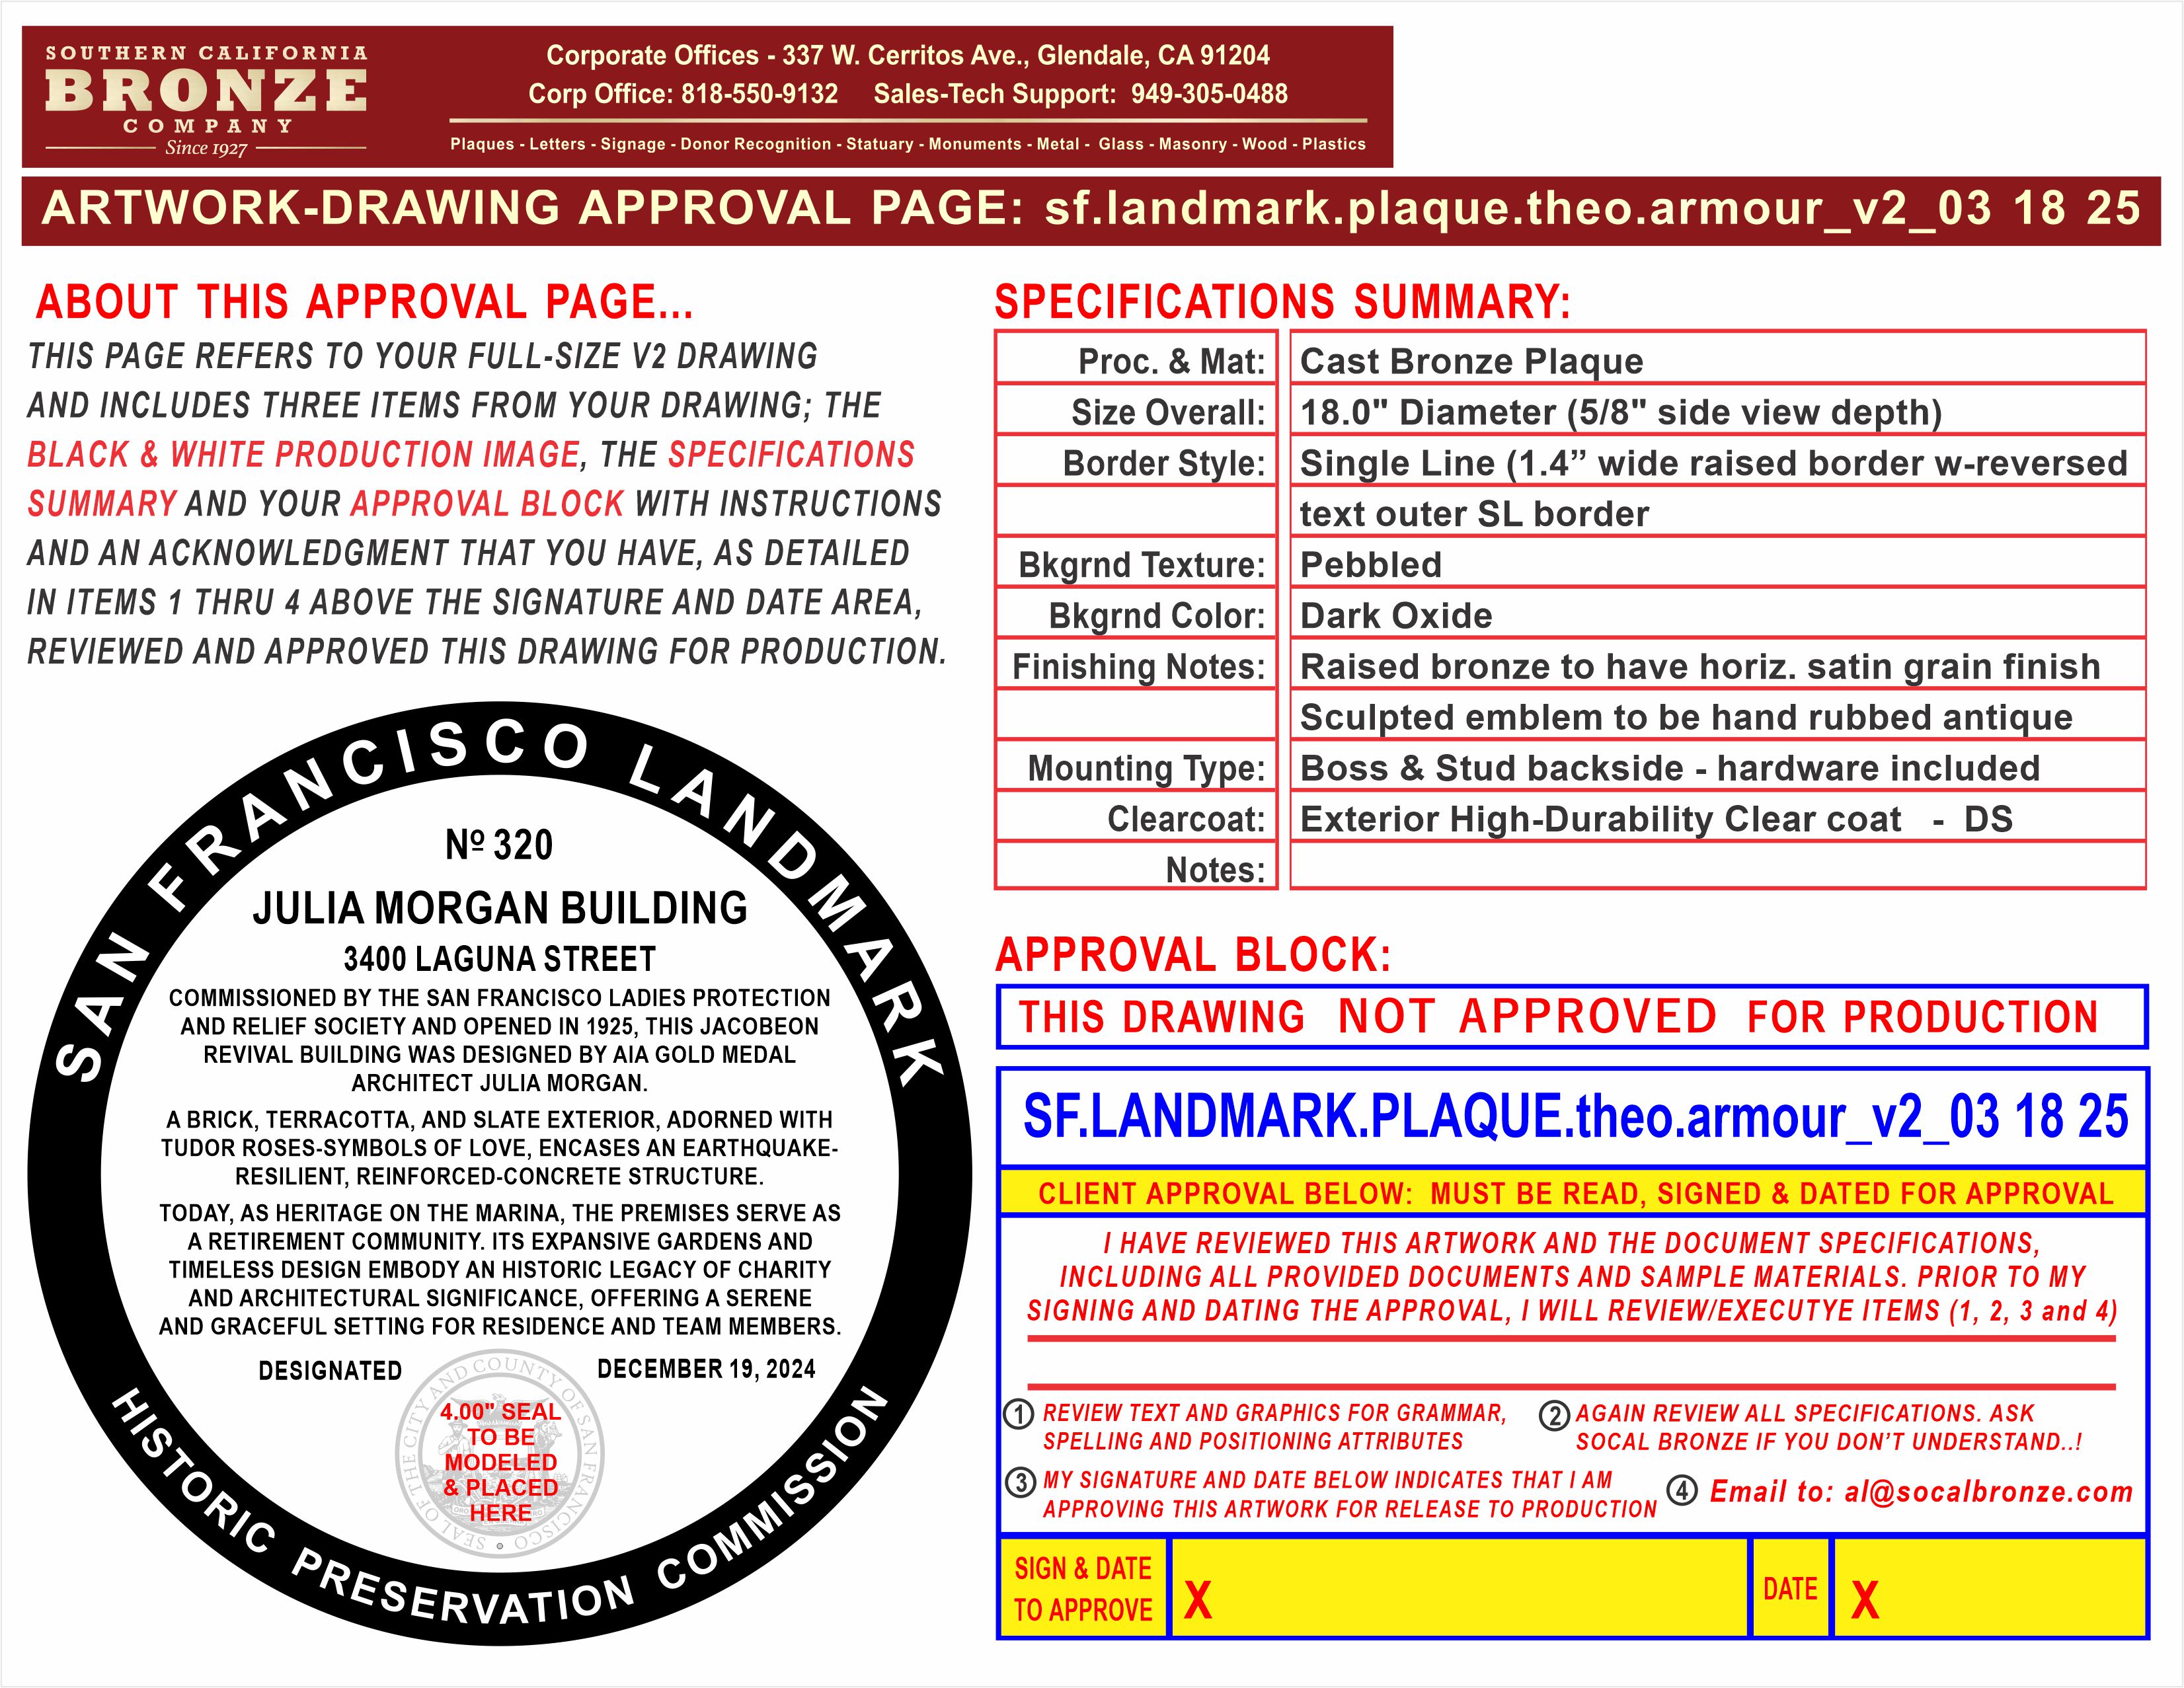 SOUTHERN CALIFORNIA
BRONZE
COMPANY
Since 1927
Corporate Offices - 337 W. Cerritos Ave., Glendale, CA 91204
Corp Office: 818-550-9132 Sales-Tech Support: 949-305-0488
Plaques - Letters - Signage - Donor Recognition - Statuary - Monuments - Metal - Glass - Masonry - Wood - Plastics
ARTWORK-DRAWING APPROVAL PAGE: sf.landmark.plaque.theo.armour_v2_03 18 25
ABOUT THIS APPROVAL PAGE...
THIS PAGE REFERS TO YOUR FULL-SIZE V2 DRAWING
AND INCLUDES THREE ITEMS FROM YOUR DRAWING; THE
BLACK & WHITE PRODUCTION IMAGE, THE SPECIFICATIONS
SUMMARY AND YOUR APPROVAL BLOCK WITH INSTRUCTIONS
AND AN ACKNOWLEDGMENT THAT YOU HAVE, AS DETAILED
IN ITEMS 1 THRU 4 ABOVE THE SIGNATURE AND DATE AREA,
REVIEWED AND APPROVED THIS DRAWING FOR PRODUCTION.
SAN FRANCISCO LANDMARK
Nº 320
JULIA MORGAN BUILDING
3400 LAGUNA STREET
COMMISSIONED BY THE SAN FRANCISCO LADIES PROTECTION
AND RELIEF SOCIETY AND OPENED IN 1925, THIS JACOBEON
REVIVAL BUILDING WAS DESIGNED BY AIA GOLD MEDAL
ARCHITECT JULIA MORGAN.
A BRICK, TERRACOTTA, AND SLATE EXTERIOR, ADORNED WITH
TUDOR ROSES-SYMBOLS OF LOVE, ENCASES AN EARTHQUAKE-
RESILIENT, REINFORCED-CONCRETE STRUCTURE.
TODAY, AS HERITAGE ON THE MARINA, THE PREMISES SERVE AS
A RETIREMENT COMMUNITY. ITS EXPANSIVE GARDENS AND
TIMELESS DESIGN EMBODY AN HISTORIC LEGACY OF CHARITY
AND ARCHITECTURAL SIGNIFICANCE, OFFERING A SERENE
AND GRACEFUL SETTING FOR RESIDENCE AND TEAM MEMBERS.
DESIGNATED DECEMBER 19, 2024
SEAL OF THE CITY AND COUNTY OF SAN FRANCISCO
4.00" SEAL
TO BE
MODELED
& PLACED
HERE
HISTORIC PRESERVATION COMMISSION
SPECIFICATIONS SUMMARY:
Proc. & Mat: Cast Bronze Plaque
Size Overall: 18.0" Diameter (5/8" side view depth)
Border Style: Single Line (1.4” wide raised border w-reversed
text outer SL border
Bkgrnd Texture: Pebbled
Bkgrnd Color: Dark Oxide
Finishing Notes: Raised bronze to have horiz. satin grain finish
Sculpted emblem to be hand rubbed antique
Mounting Type: Boss & Stud backside - hardware included
Clearcoat: Exterior High-Durability Clear coat - DS
Notes:
APPROVAL BLOCK:
THIS DRAWING NOT APPROVED FOR PRODUCTION
SF.LANDMARK.PLAQUE.theo.armour_v2_03 18 25
CLIENT APPROVAL BELOW: MUST BE READ, SIGNED & DATED FOR APPROVAL
I HAVE REVIEWED THIS ARTWORK AND THE DOCUMENT SPECIFICATIONS,
INCLUDING ALL PROVIDED DOCUMENTS AND SAMPLE MATERIALS. PRIOR TO MY
SIGNING AND DATING THE APPROVAL, I WILL REVIEW/EXECUTYE ITEMS (1, 2, 3 and 4)
1 REVIEW TEXT AND GRAPHICS FOR GRAMMAR,
SPELLING AND POSITIONING ATTRIBUTES
2 AGAIN REVIEW ALL SPECIFICATIONS. ASK
SOCAL BRONZE IF YOU DON’T UNDERSTAND..!
3 MY SIGNATURE AND DATE BELOW INDICATES THAT I AM
APPROVING THIS ARTWORK FOR RELEASE TO PRODUCTION
4 Email to: al@socalbronze.com
SIGN & DATE
TO APPROVE
X
DATE
X